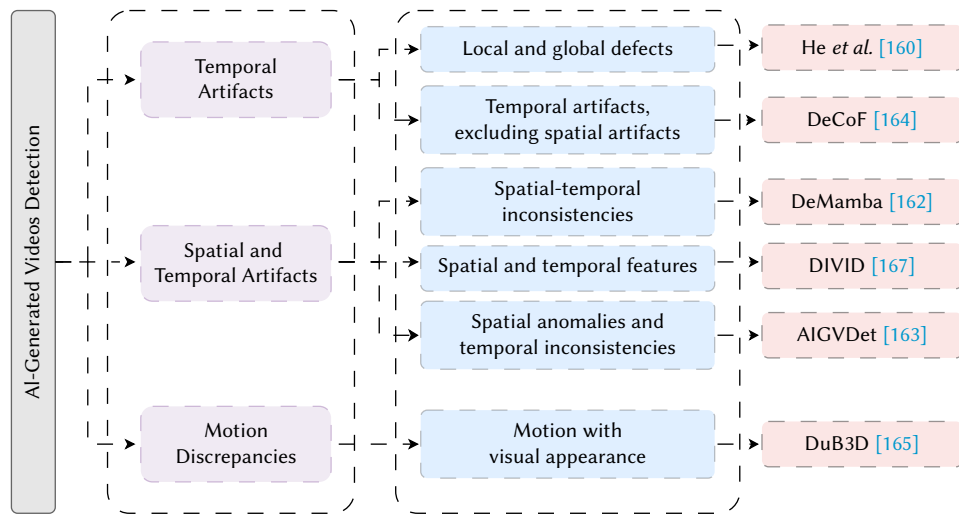 AI-Generated Videos Detection
Temporal
Artifacts
Local and global defects
He et al. [160]
Temporal artifacts,
excluding spatial artifacts
DeCoF [164]
Spatial and
Temporal Artifacts
Spatial-temporal
inconsistencies
DeMamba [162]
Spatial and temporal features
DIVID [167]
Spatial anomalies and
temporal inconsistencies
AIGVDet [163]
Motion
Discrepancies
Motion with
visual appearance
DuB3D [165]